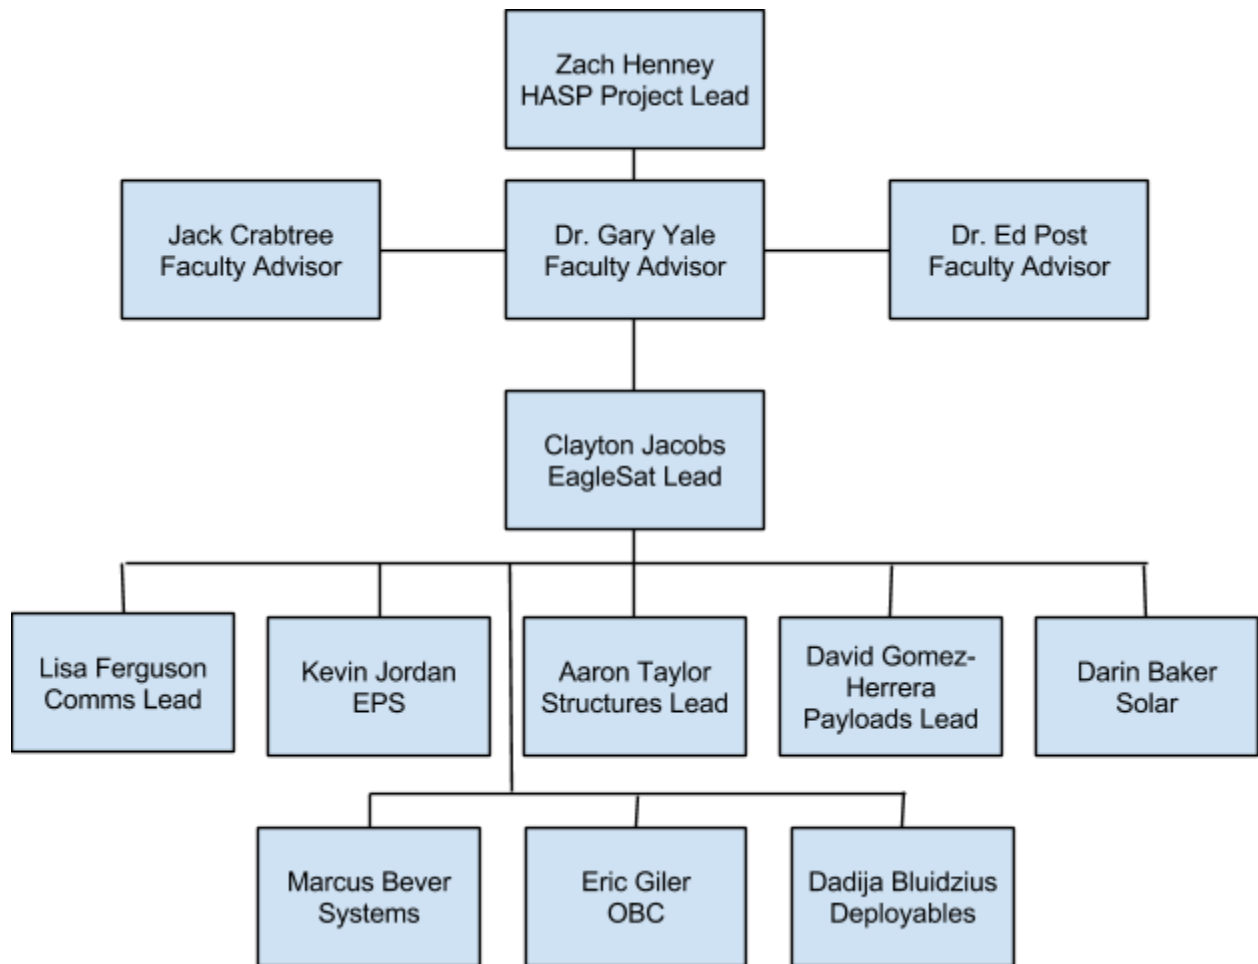 Zach Henney
HASP Project Lead
Jack Crabtree
Faculty Advisor
Dr. Gary Yale
Faculty Advisor
Dr. Ed Post
Faculty Advisor
Clayton Jacobs
EagleSat Lead
Lisa Ferguson
Comms Lead
Kevin Jordan
EPS
Aaron Taylor
Structures Lead
David Gomez-
Herrera
Payloads Lead
Darin Baker
Solar
Marcus Bever
Systems
Eric Giler
OBC
Dadija Bluidzius
Deployables